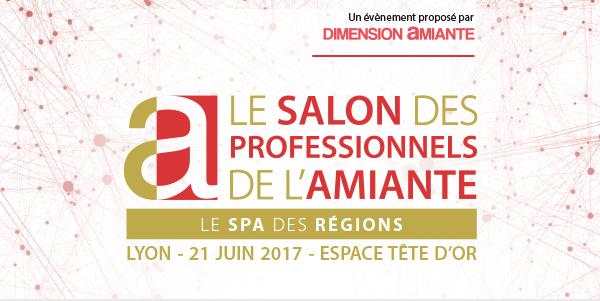 Un évènement proposé par
DIMENSION amiante
a LE SALON DES
PROFESSIONNELS
DE L'AMIANTE
LE SPA DES RÉGIONS
LYON - 21 JUIN 2017 - ESPACE TÊTE D'OR